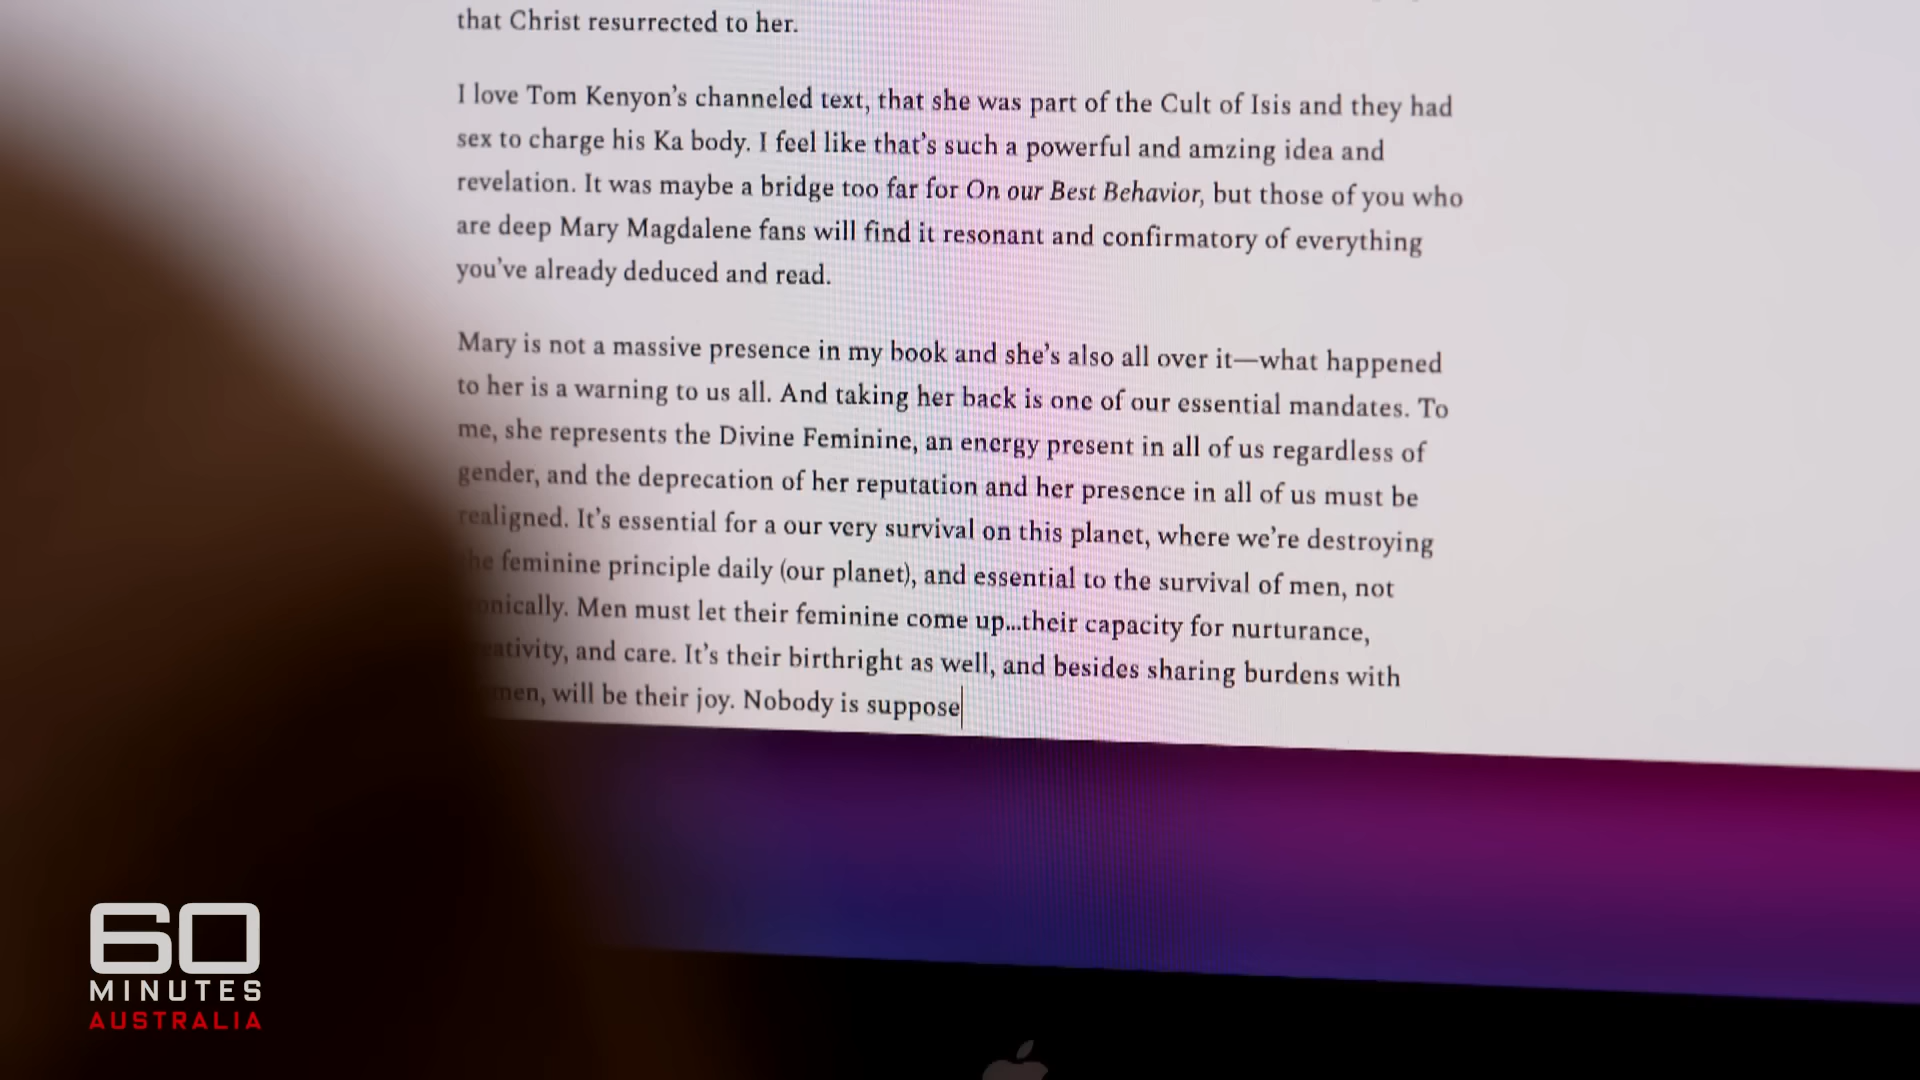 that Christ resurrected to her.
I love Tom Kenyon's channeled text, that she was part of the Cult of Isis and they had
sex to charge his Ka body. I feel like that's such a powerful and amzing idea and
revelation. It was maybe a bridge too far for On our Best Behavior, but those of you who
are deep Mary Magdalene fans will find it resonant and confirmatory of everything
you've already deduced and read.
Mary is not a massive presence in my book and she's also all over it—what happened
to her is a warning to us all. And taking her back is one of our essential mandates. To
me, she represents the Divine Feminine, an energy present in all of us regardless of
gender, and the deprecation of her reputation and her presence in all of us must be
realigned. It's essential for a our very survival on this planet, where we're destroying
he feminine principle daily (our planet), and essential to the survival of men, not
onically. Men must let their feminine come up...their capacity for nurturance,
ativity, and care. It's their birthright as well, and besides sharing burdens with
men, will be their joy. Nobody is suppose
60
MINUTES
AUSTRALIA